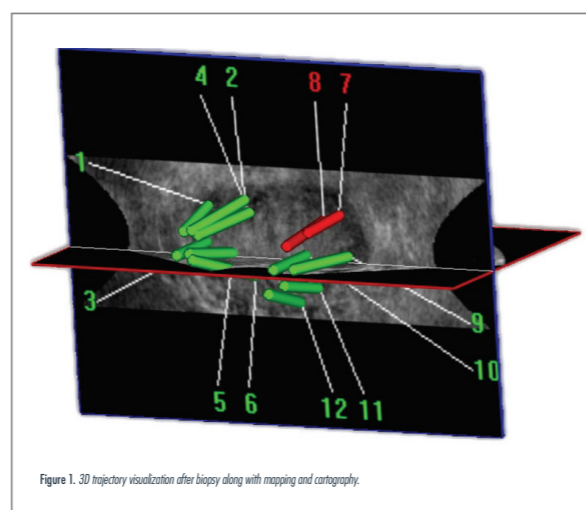 4 2 8 7
1
3 9
10
5 6 12 11
Figure 1. 3D trajectory visualization after biopsy along with mapping and cartography.